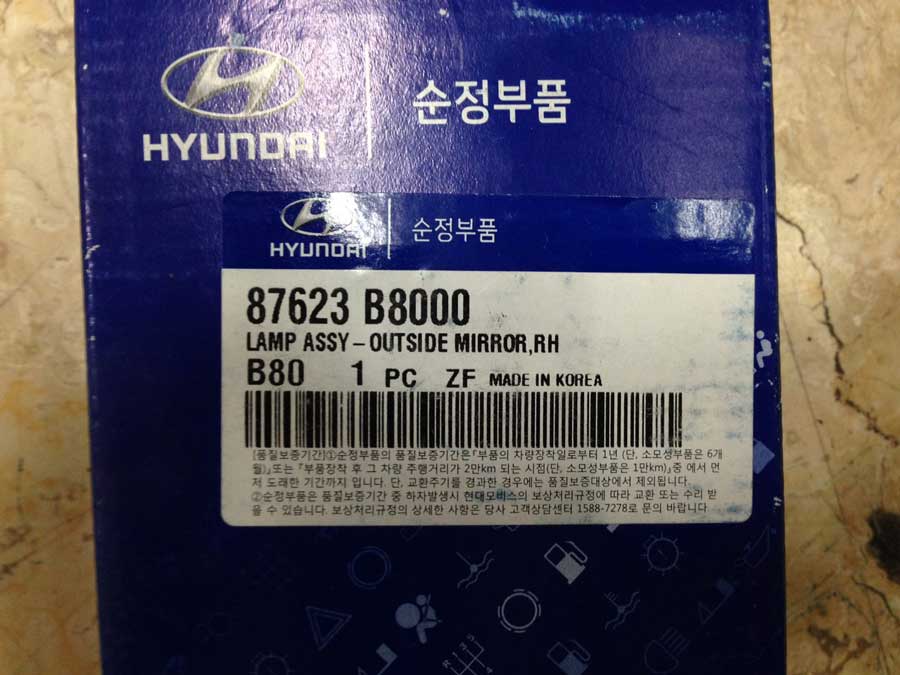 HYUNDAI
순정부품
HYUNDAI
순정부품
87623 B8000
LAMP ASSY – OUTSIDE MIRROR,RH
B80 1 PC ZF MADE IN KOREA
[품질보증기간]①순정부품의 품질보증기간은『부품의 차량장착일로부터 1년 (단, 소모성부품은 6개
월)』또는 『부품장착 후 그 차량 주행거리가 2만km 되는 시점(단, 소모성부품은 1만km)』중 에서 먼
저 도래한 기간까지 입니다. 단, 교환주기를 경과한 경우에는 품질보증대상에서 제외됩니다.
②순정부품은 품질보증기간 중 하자발생시 현대모비스의 보상처리규정에 따라 교환 또는 수리 받
을 수 있습니다. 보상처리규정의 상세한 사항은 당사 고객상담센터 1588-7278로 문의 바랍니다
R 1 3 5
2 4